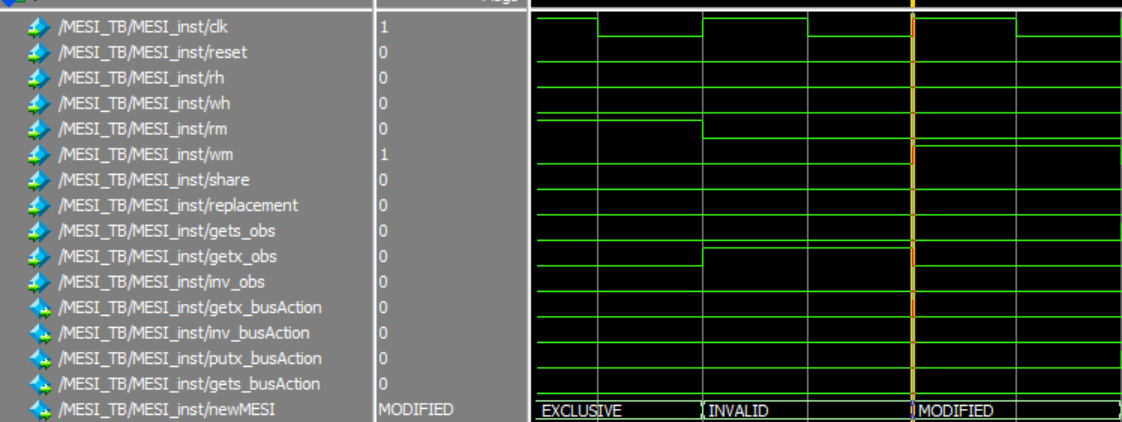 /MESI_TB/MESI_inst/clk 1
/MESI_TB/MESI_inst/reset 0
/MESI_TB/MESI_inst/rh 0
/MESI_TB/MESI_inst/wh 0
/MESI_TB/MESI_inst/rm 0
/MESI_TB/MESI_inst/wm 1
/MESI_TB/MESI_inst/share 0
/MESI_TB/MESI_inst/replacement 0
/MESI_TB/MESI_inst/gets_obs 0
/MESI_TB/MESI_inst/getx_obs 0
/MESI_TB/MESI_inst/inv_obs 0
/MESI_TB/MESI_inst/getx_busAction 0
/MESI_TB/MESI_inst/inv_busAction 0
/MESI_TB/MESI_inst/putx_busAction 0
/MESI_TB/MESI_inst/gets_busAction 0
/MESI_TB/MESI_inst/newMESI MODIFIED EXCLUSIVE INVALID MODIFIED